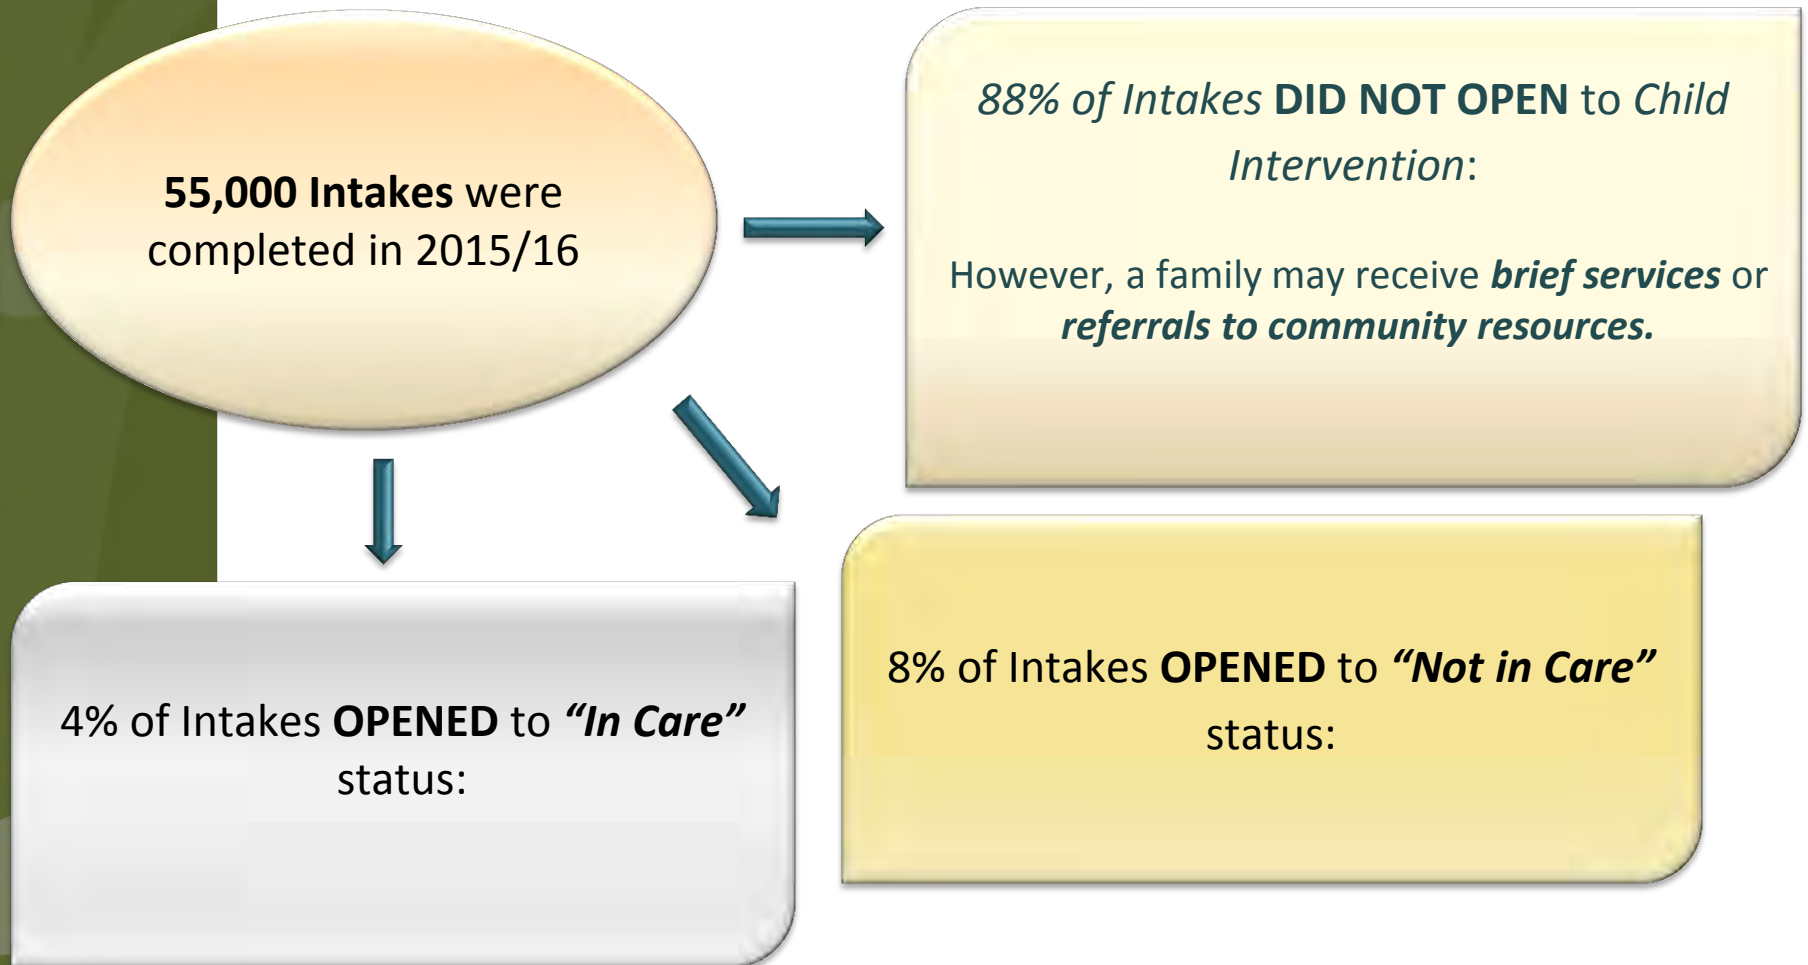 55,000 Intakes were
completed in 2015/16
88% of Intakes DID NOT OPEN to Child
Intervention:
However, a family may receive brief services or
referrals to community resources.
4% of Intakes OPENED to “In Care”
status:
8% of Intakes OPENED to “Not in Care”
status: